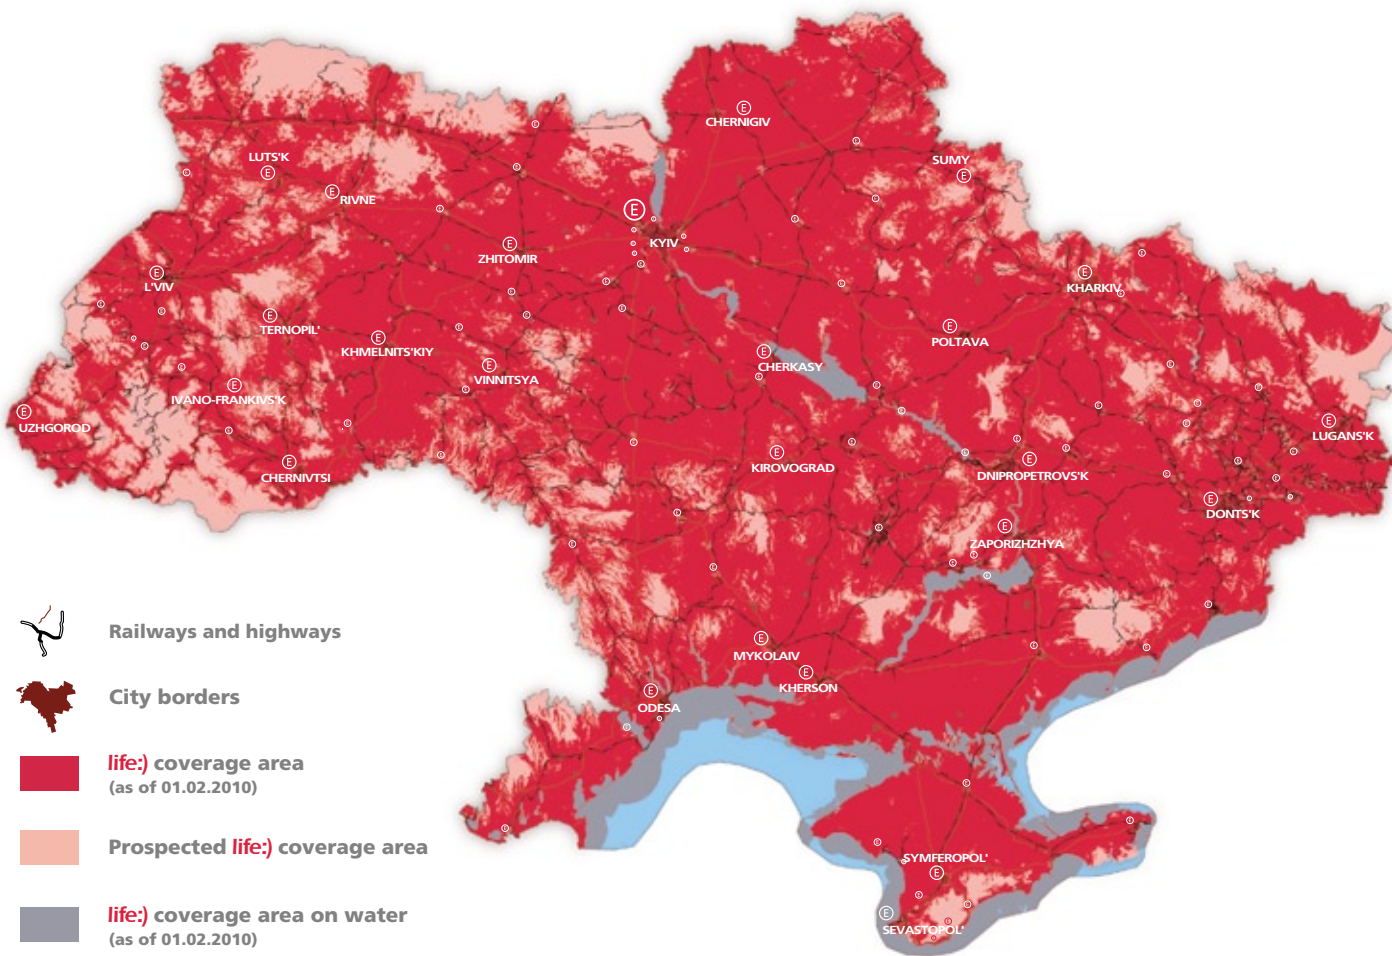 CHERNIGIV
SUMY
LUTS'K
RIVNE
KYIV
ZHITOMIR
L'VIV
KHARKIV
TERNOPIL'
KHMELNITS'KIY
POLTAVA
CHERKASY
VINNITSYA
IVANO-FRANKIVS'K
UZHGOROD
LUGANS'K
KIROVOGRAD
DNIPROPETROVS'K
CHERNIVTSI
DONTS'K
ZAPORIZHZHYA
MYKOLAIV
KHERSON
ODESA
SYMFEROPOL'
SEVASTOPOL'
Railways and highways
City borders
life:) coverage area
(as of 01.02.2010)
Prospected life:) coverage area
life:) coverage area on water
(as of 01.02.2010)